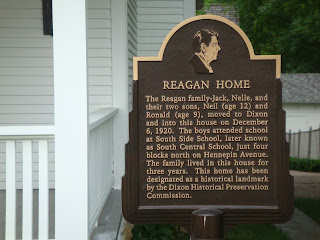 REAGAN HOME
The Reagan family-Jack, Nelle, and
their two sons, Neil (age 12) and
Ronald (age 9), moved to Dixon
and into this house on December
6, 1920. The boys attended school
at South Side School, later known
as South Central School, just four
blocks north on Hennepin Avenue.
The family lived in this house for
three years. This home has been
designated as a historical landmark
by the Dixon Historical Preservation
Commission.